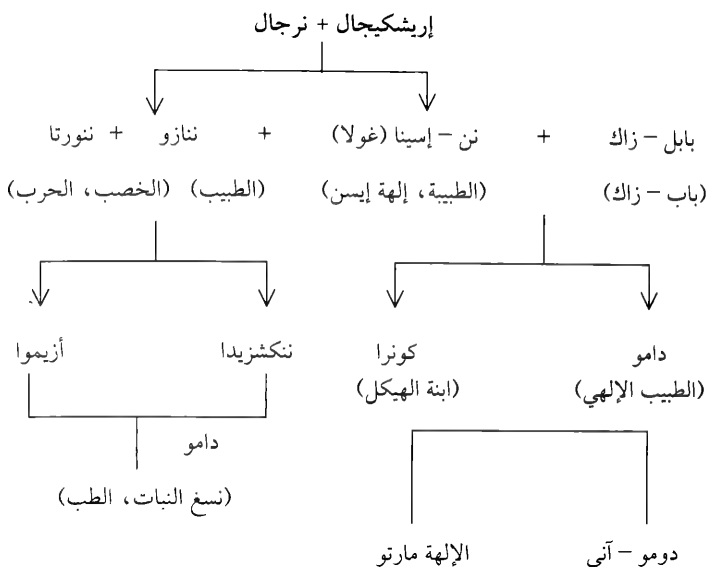 إريشكيجال + نرجال
بابل – زاك + نن – إسينا (غولا) + ننازو + ننورتا
(باب – زاك) (الطبيبة، إلهة إيسن) (الطبيب) (الخصب، الحرب)
دامو كونرا ننكشزيدا أزيموا
(الطبيب الإلهي) (ابنة الهيكل)
دامو
(نسغ النبات، الطب)
دومو – آني الإلهة مارتو